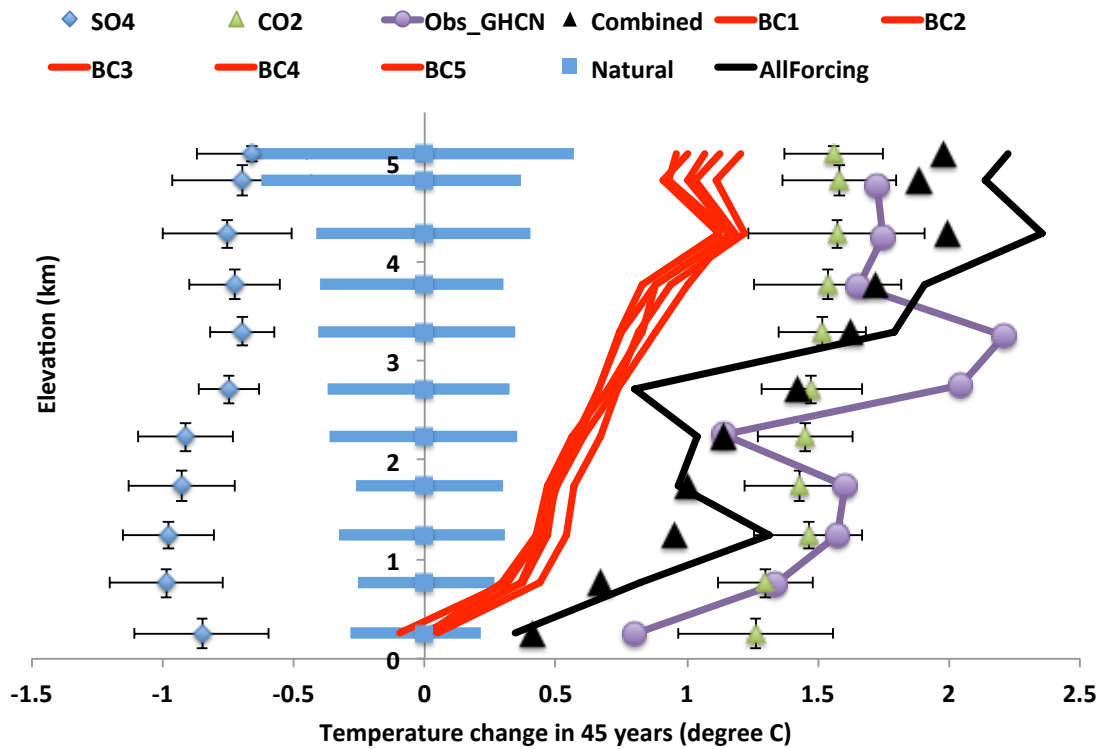 SO4 CO2 Obs_GHCN Combined BC1 BC2
BC3 BC4 BC5 Natural AllForcing
5
4
3
2
1
0
Elevation (km)
-1.5 -1 -0.5 0 0.5 1 1.5 2 2.5
Temperature change in 45 years (degree C)